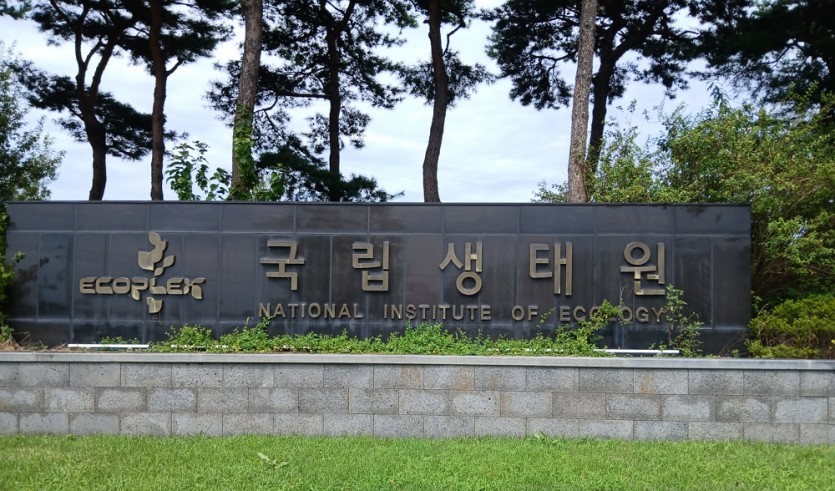 ECOPLEX
국립생태원
NATIONAL INSTITUTE OF ECOLOGY